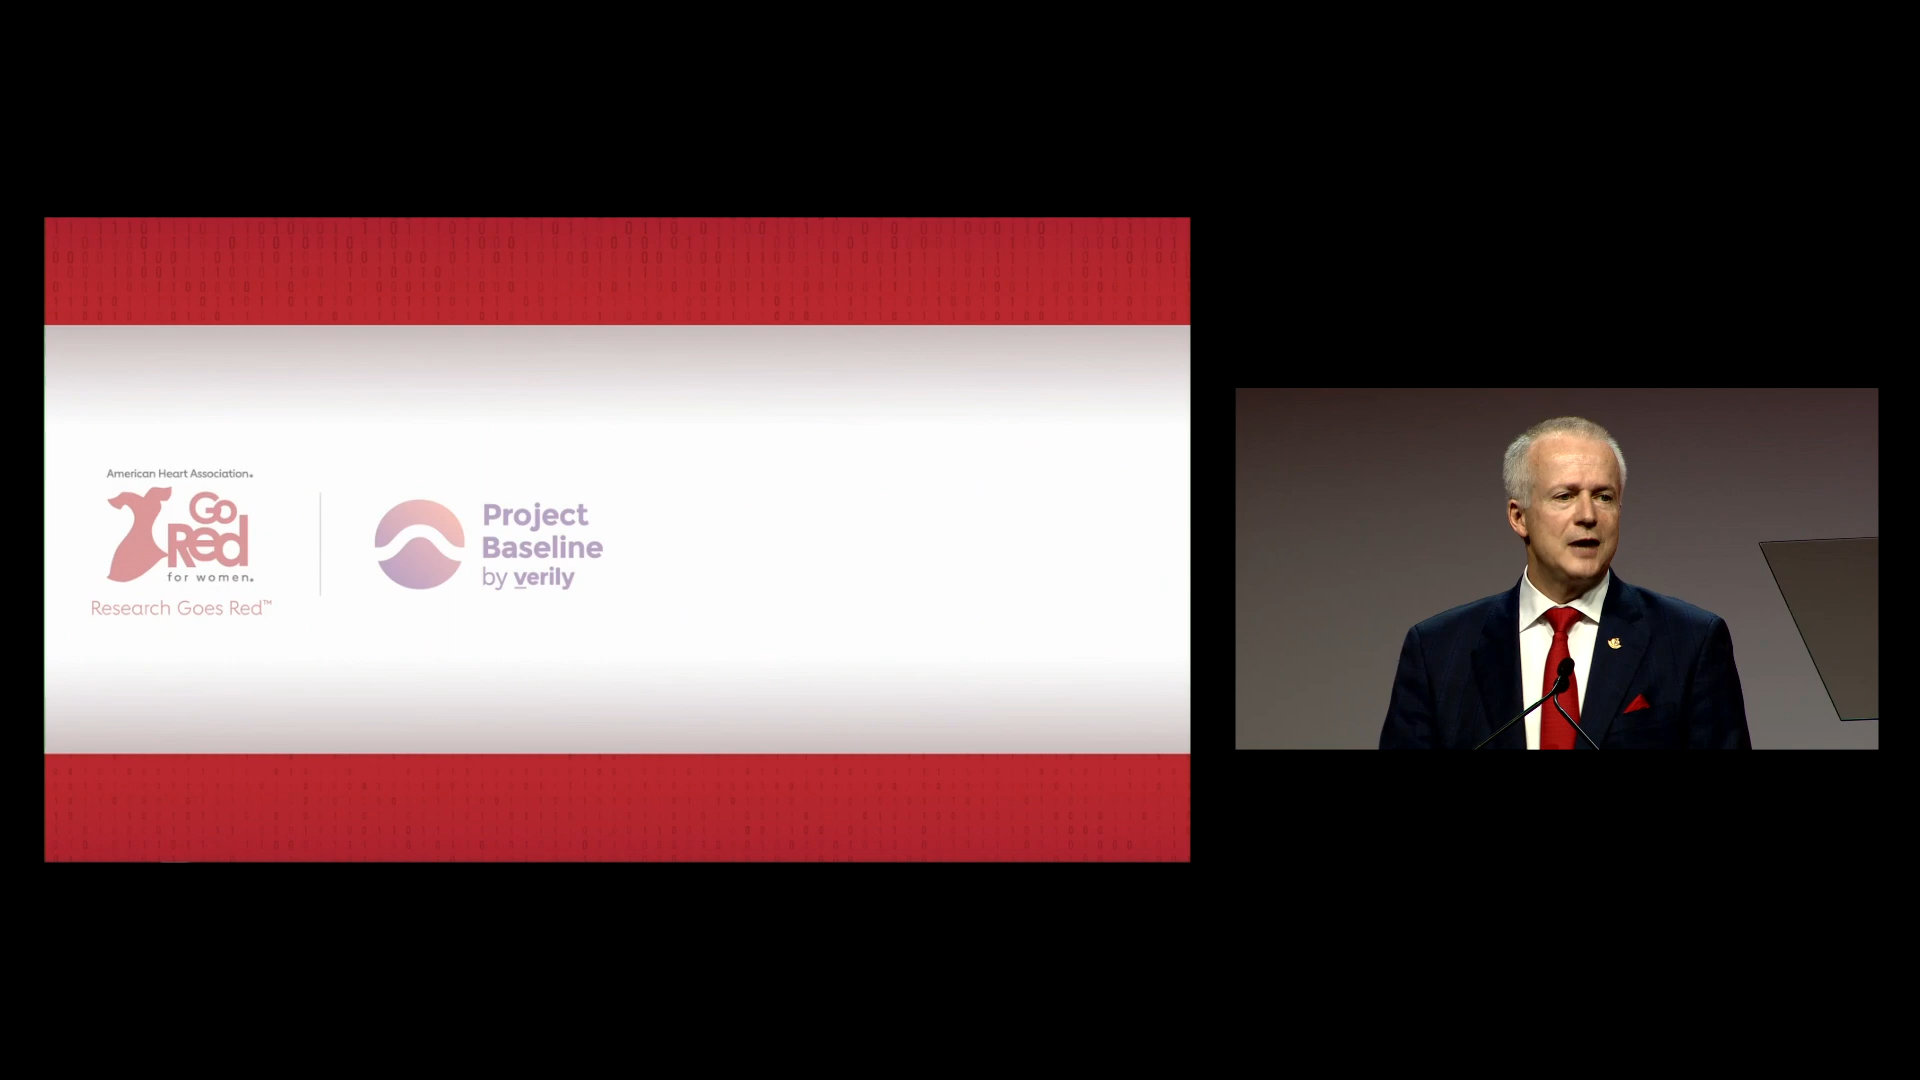 American Heart Association®
Go
Red
for women®
Research Goes Red™
Project
Baseline
by verily